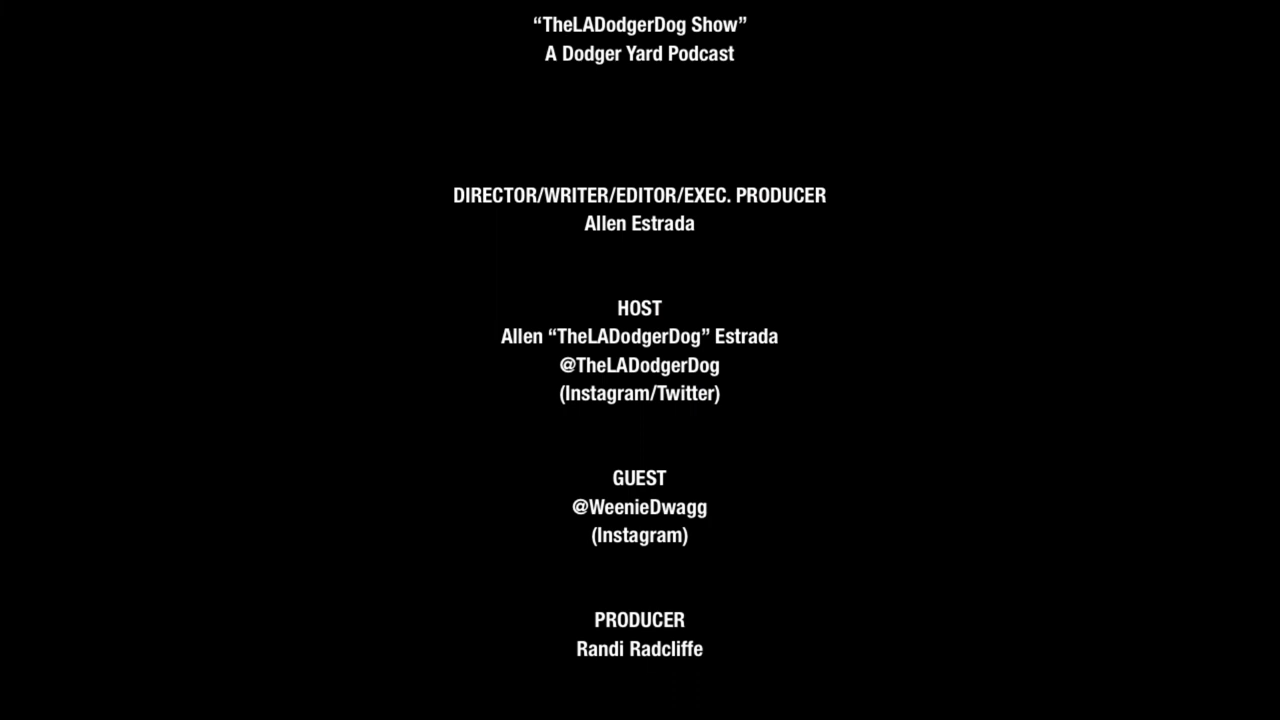 “TheLADodgerDog Show”
A Dodger Yard Podcast
DIRECTOR/WRITER/EDITOR/EXEC. PRODUCER
Allen Estrada
HOST
Allen “TheLADodgerDog” Estrada
@TheLADodgerDog
(Instagram/Twitter)
GUEST
@WeenieDwagg
(Instagram)
PRODUCER
Randi Radcliffe